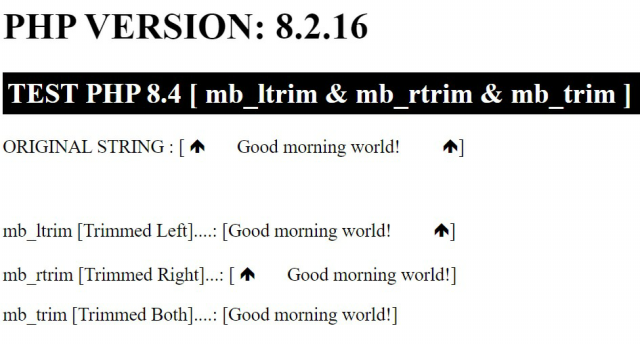 PHP VERSION: 8.2.16
TEST PHP 8.4 [ mb_ltrim & mb_rtrim & mb_trim ]
ORIGINAL STRING : [ 🡹 Good morning world! 🡹]
mb_ltrim [Trimmed Left]....: [Good morning world! 🡹]
mb_rtrim [Trimmed Right]...: [ 🡹 Good morning world!]
mb_trim [Trimmed Both]....: [Good morning world!]